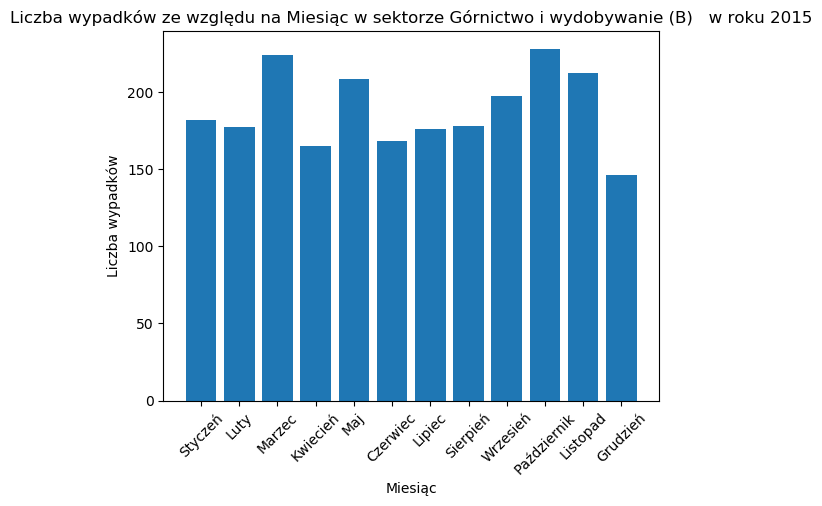 Liczba wypadków ze względu na Miesiąc w sektorze Górnictwo i wydobywanie (B)   w roku 2015
Liczba wypadków
200
150
100
50
0
Styczeń
Luty
Marzec
Kwiecień
Maj
Czerwiec
Lipiec
Sierpień
Wrzesień
Październik
Listopad
Grudzień
Miesiąc